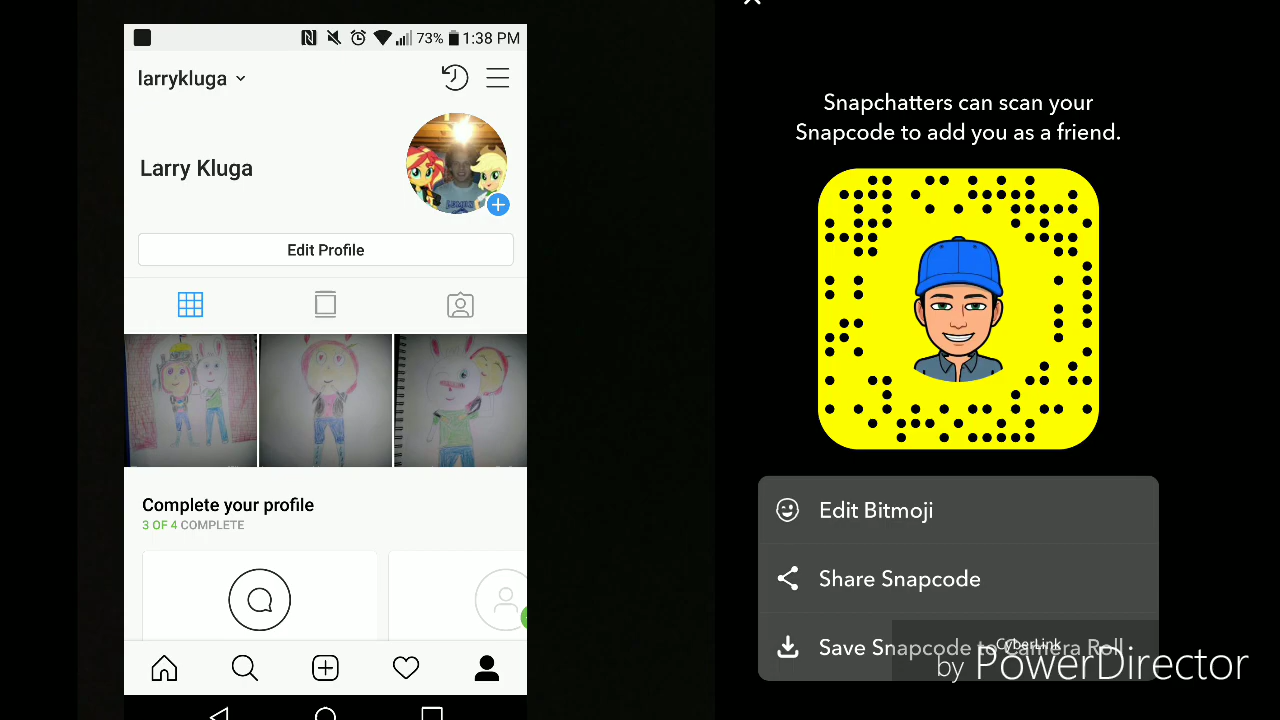 73% 1:38 PM
larrykluga
Larry Kluga
Edit Profile
Complete your profile
3 OF 4 COMPLETE
Snapchatters can scan your
Snapcode to add you as a friend.
Edit Bitmoji
Share Snapcode
Save Snapcode to Camera Roll
CyberLink
by PowerDirector